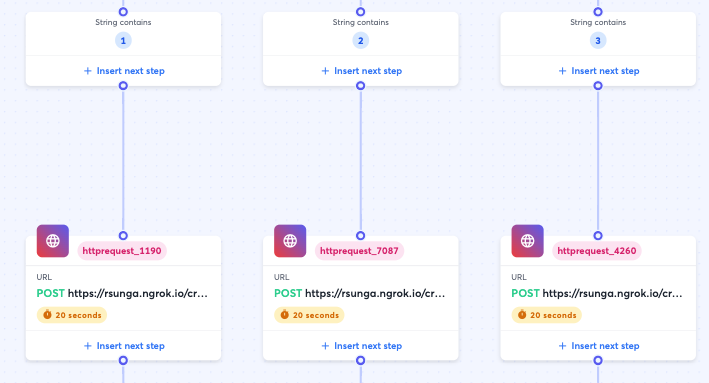 String contains
1
+ Insert next step
String contains
2
+ Insert next step
String contains
3
+ Insert next step
httprequest_1190
URL
POST https://rsunga.ngrok.io/cr...
20 seconds
+ Insert next step
httprequest_7087
URL
POST https://rsunga.ngrok.io/cr...
20 seconds
+ Insert next step
httprequest_4260
URL
POST https://rsunga.ngrok.io/cr...
20 seconds
+ Insert next step